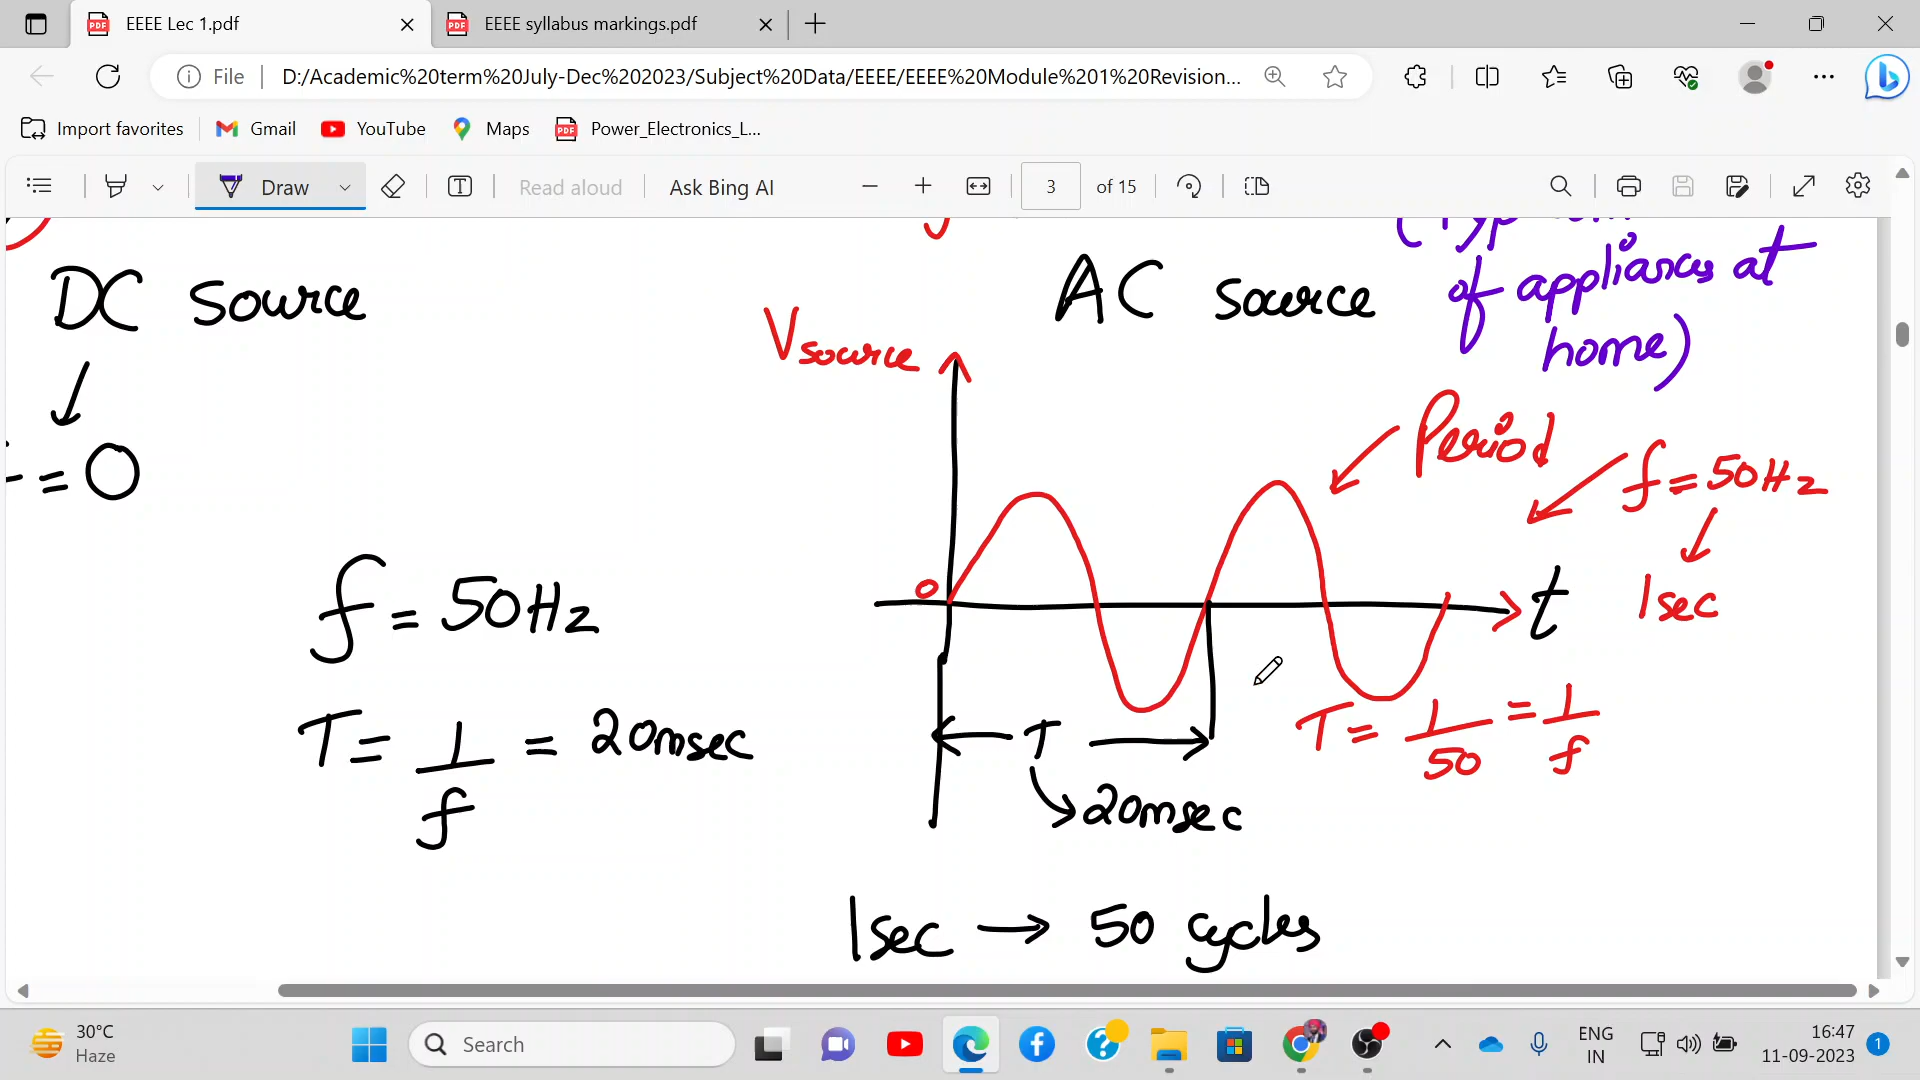 EEEE Lec 1.pdf
EEEE syllabus markings.pdf
File
D:/Academic%20term%20July-Dec%202023/Subject%20Data/EEEE/EEEE%20Module%201%20Revision...
Import favorites
Gmail
YouTube
Maps
Power_Electronics_L...
Draw
Read aloud
Ask Bing AI
3
of 15
of appliances at
home)
DC Source
AC source
Vsource
= 0
Period
f = 50Hz
1sec
0
t
f = 50Hz
T = 1/f = 20msec
T
T = 1/50 = 1/f
20msec
1sec → 50 cycles
30°C
Haze
Search
ENG
IN
16:47
11-09-2023
1